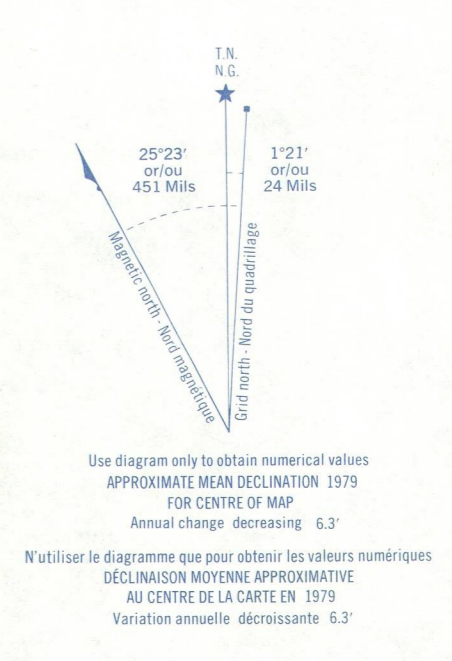 T.N.
N.G.
25°23′
or/ou
451 Mils
1°21′
or/ou
24 Mils
Magnetic north - Nord magnétique
Grid north - Nord du quadrillage
Use diagram only to obtain numerical values
APPROXIMATE MEAN DECLINATION 1979
FOR CENTRE OF MAP
Annual change decreasing 6.3′
N'utiliser le diagramme que pour obtenir les valeurs numériques
DÉCLINAISON MOYENNE APPROXIMATIVE
AU CENTRE DE LA CARTE EN 1979
Variation annuelle décroissante 6.3′